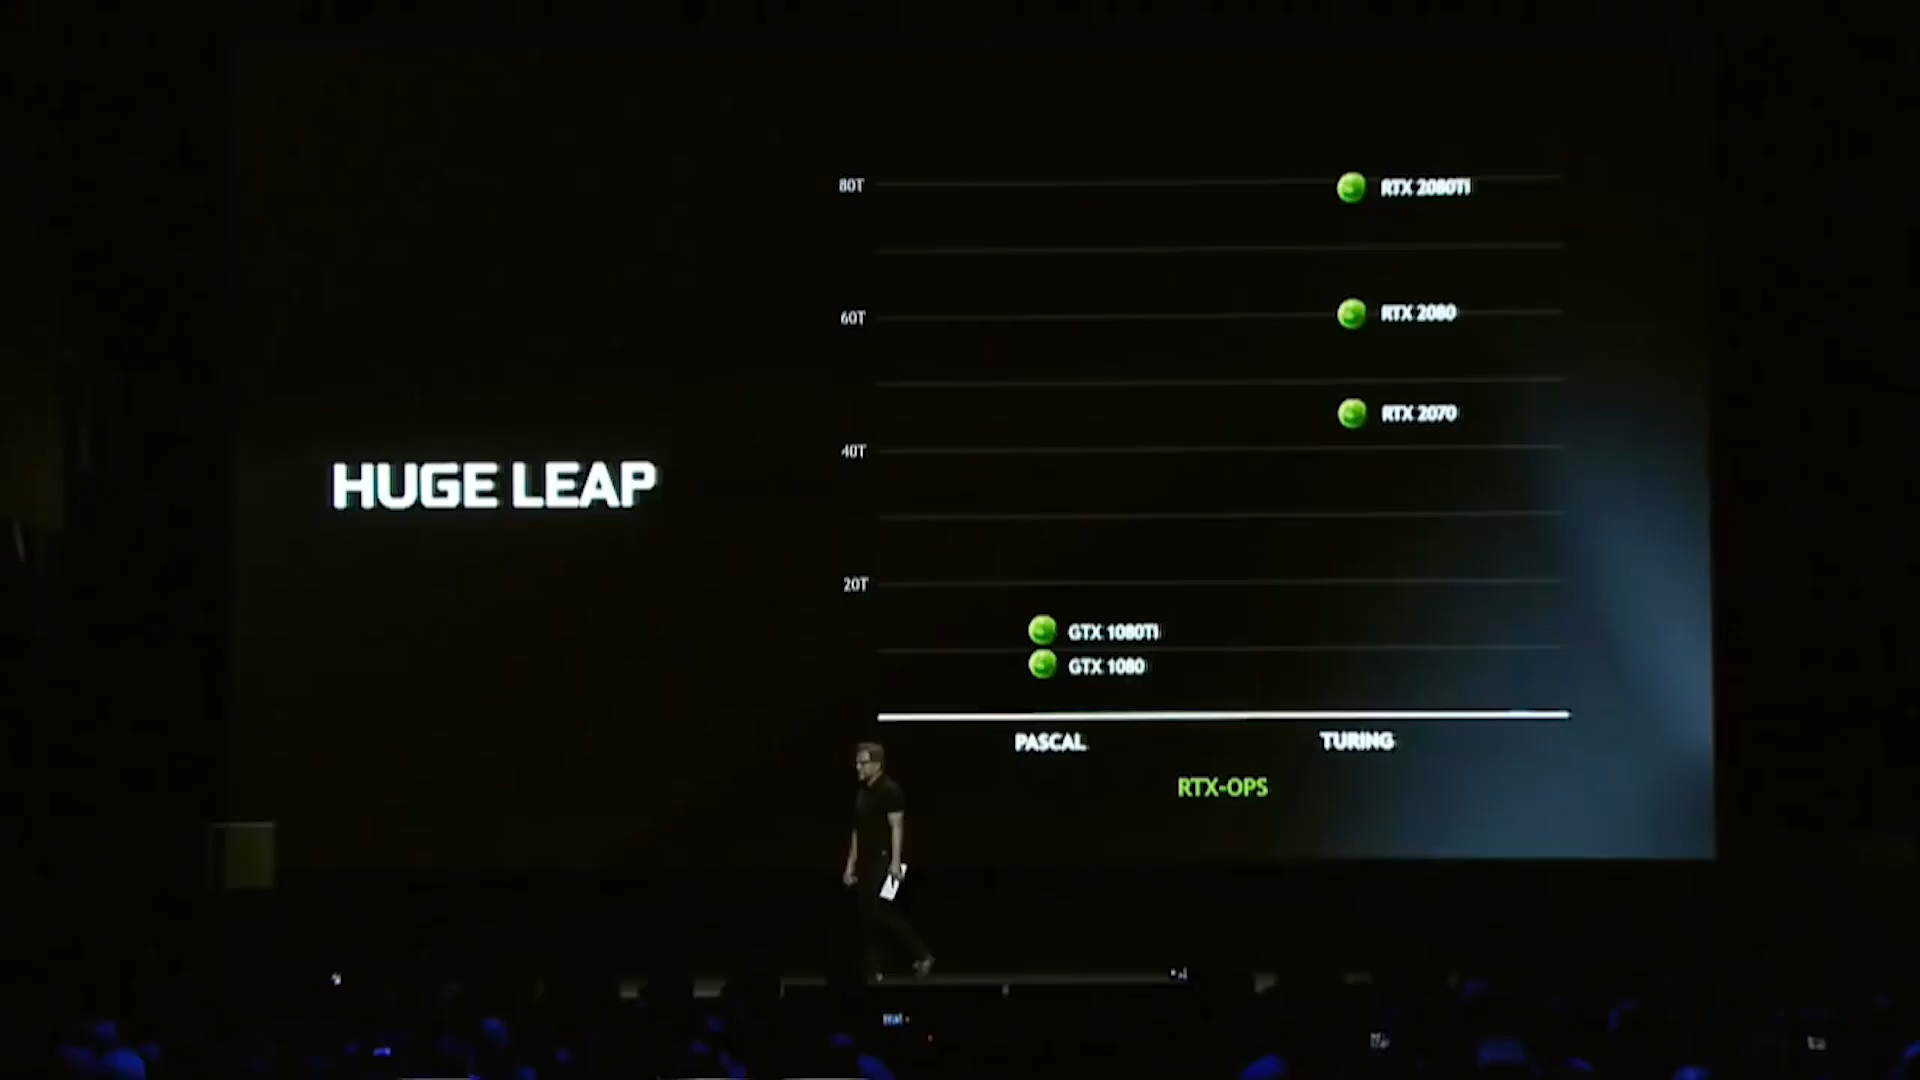 80T
RTX 2080TI
60T
RTX 2080
RTX 2070
40T
HUGE LEAP
20T
GTX 1080TI
GTX 1080
PASCAL
TURING
RTX-OPS